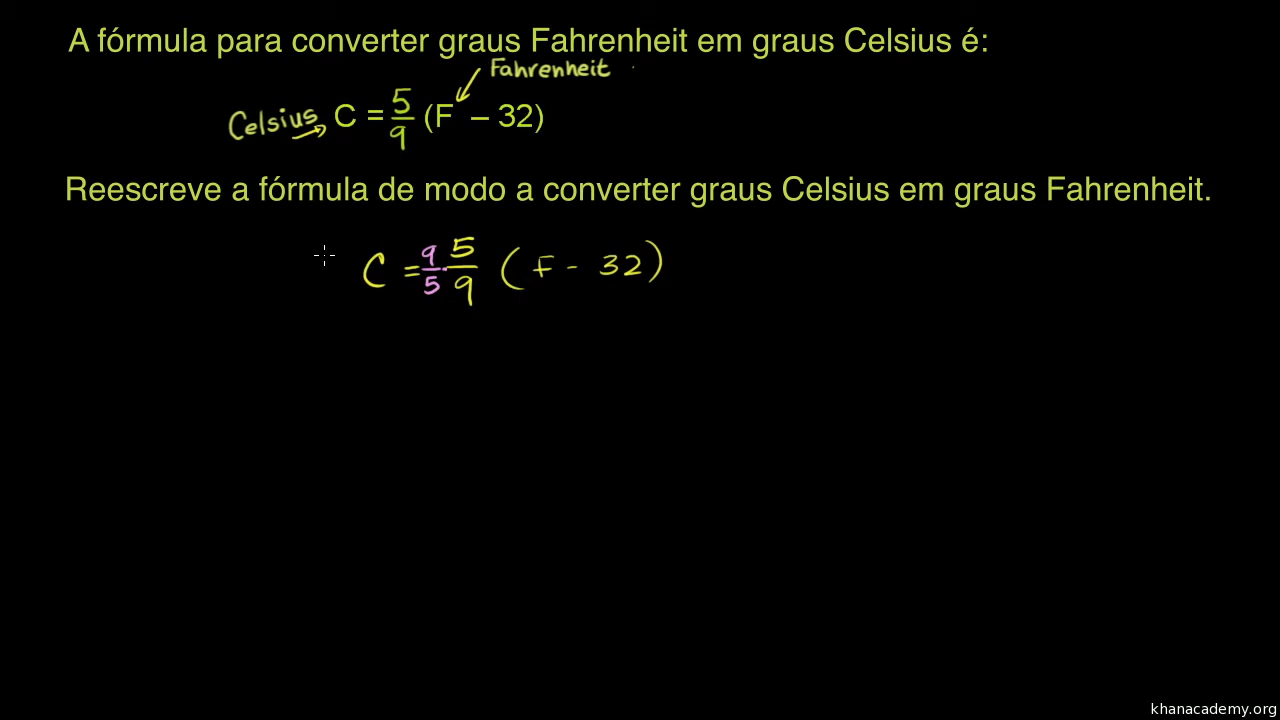 A fórmula para converter graus Fahrenheit em graus Celsius é:
Fahrenheit
Celsius C = 5/9 (F – 32)
Reescreve a fórmula de modo a converter graus Celsius em graus Fahrenheit.
C = 9/5 · 5/9 (F - 32)
khanacademy.org